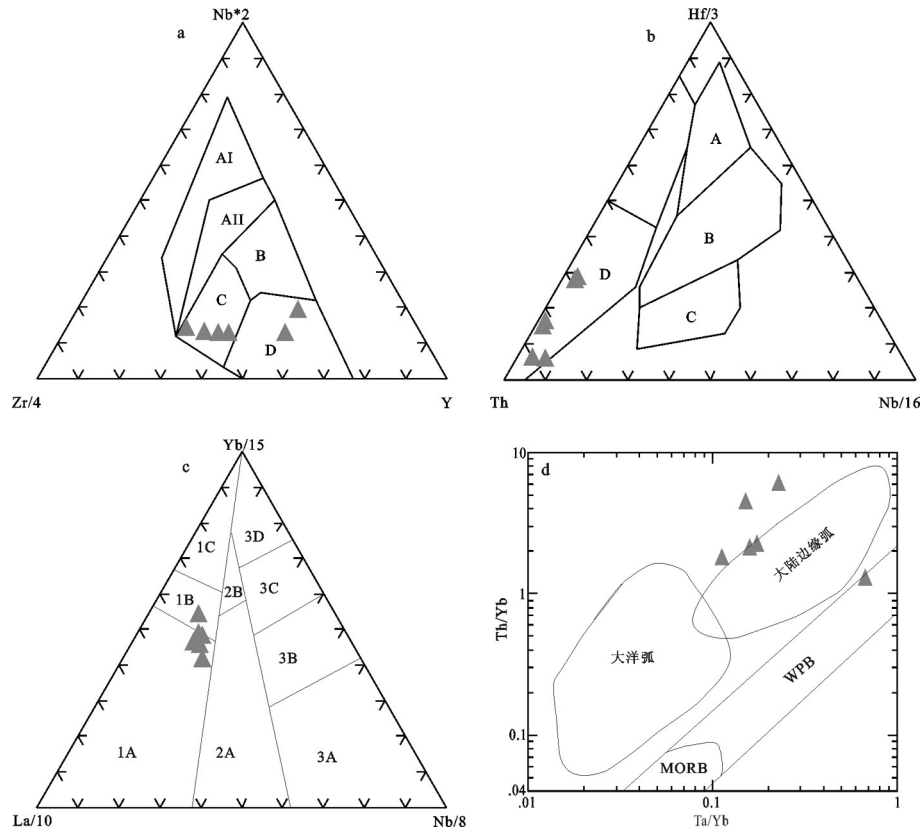 Nb*2
a
AI
AII
B
C
D
Zr/4
Y
Hf/3
b
A
B
D
C
Th
Nb/16
Yb/15
c
1C
3D
1B
2B
3C
3B
1A
2A
3A
La/10
Nb/8
10
d
大陆边缘弧
1
Th/Yb
大洋弧
WPB
0.1
MORB
.04
.01
0.1
1
Ta/Yb